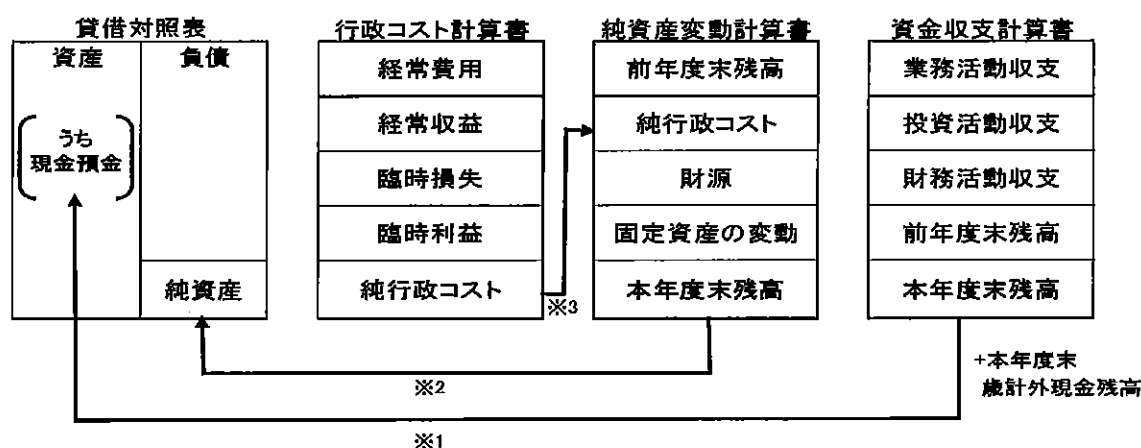 貸借対照表
資産
負債
うち
現金預金
純資産
行政コスト計算書
経常費用
経常収益
臨時損失
臨時利益
純行政コスト
※3
純資産変動計算書
前年度末残高
純行政コスト
財源
固定資産の変動
本年度末残高
資金収支計算書
業務活動収支
投資活動収支
財務活動収支
前年度末残高
本年度末残高
+本年度末
歳計外現金残高
※2
※1